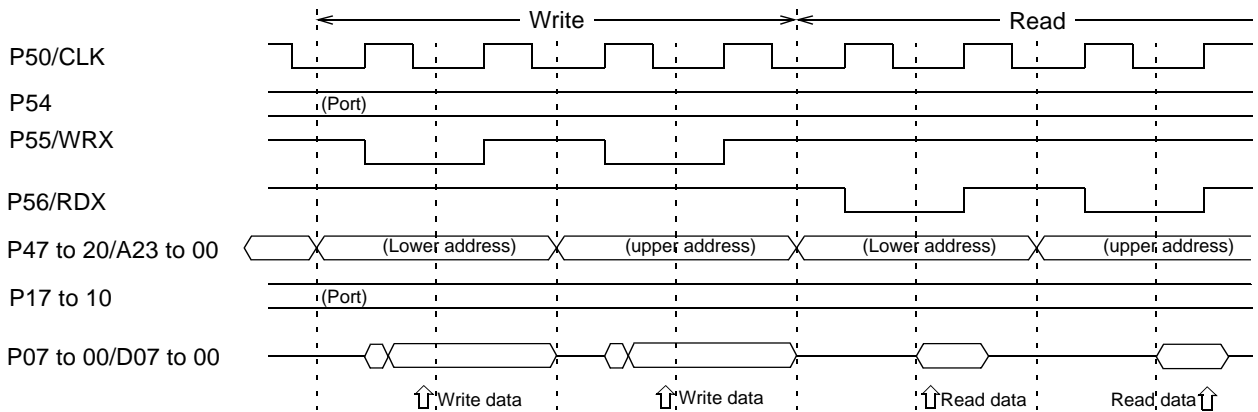 Write Read
P50/CLK
P54 (Port)
P55/WRX
P56/RDX
P47 to 20/A23 to 00 (Lower address) (upper address) (Lower address) (upper address)
P17 to 10 (Port)
P07 to 00/D07 to 00
Write data Write data Read data Read data